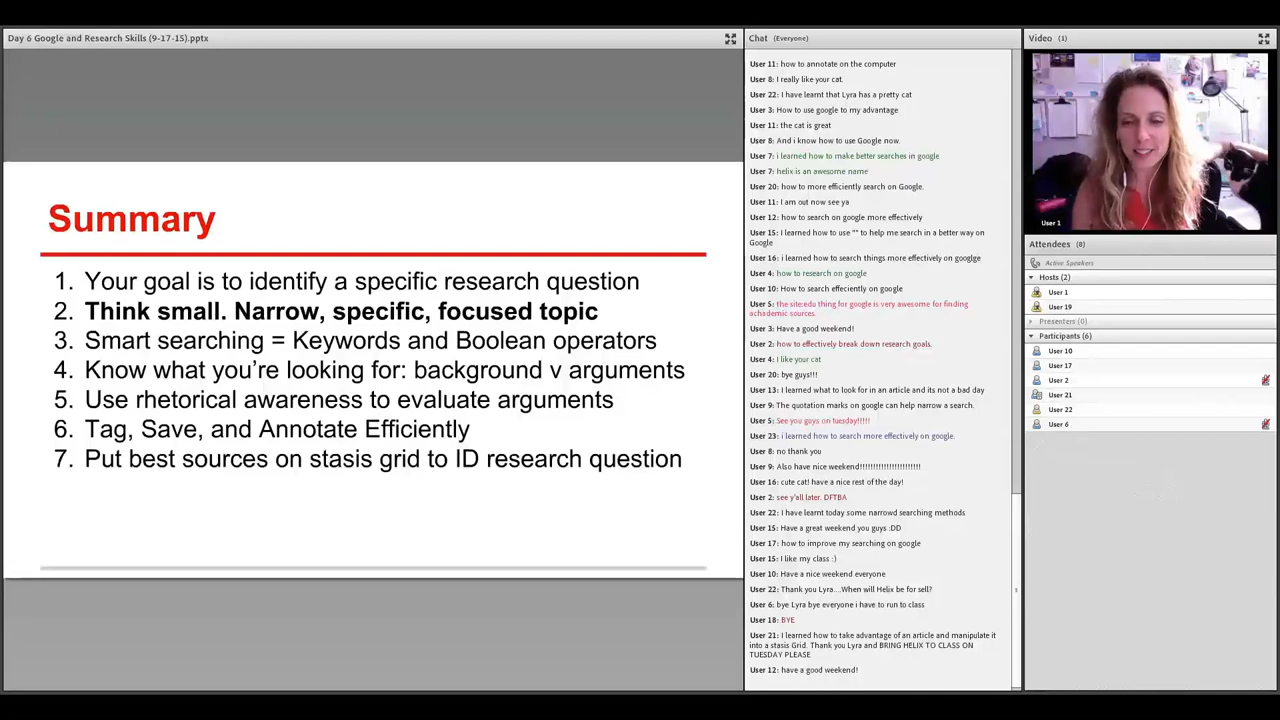 Day 6 Google and Research Skills (9-17-15).pptx
Summary
1. Your goal is to identify a specific research question
2. Think small. Narrow, specific, focused topic
3. Smart searching = Keywords and Boolean operators
4. Know what you're looking for: background v arguments
5. Use rhetorical awareness to evaluate arguments
6. Tag, Save, and Annotate Efficiently
7. Put best sources on stasis grid to ID research question
Chat (Everyone)
User 11: how to annotate on the computer
User 8: I really like your cat.
User 22: I have learnt that Lyra has a pretty cat
User 3: How to use google to my advantage
User 11: the cat is great
User 8: And i know how to use Google now.
User 7: i learned how to make better searches in google
User 7: helix is an awesome name
User 20: how to more efficiently search on Google.
User 11: I am out now see ya
User 12: how to search on google more effectively
User 15: I learned how to use "" to help me search in a better way on
Google
User 16: i learned how to search things more effectively on googlge
User 4: how to research on google
User 10: How to search effeciently on google
User 5: the site:edu thing for google is very awesome for finding
achademic sources.
User 3: Have a good weekend!
User 2: how to effectively break down research goals.
User 4: I like your cat
User 20: bye guys!!!
User 13: I learned what to look for in an article and its not a bad day
User 9: The quotation marks on google can help narrow a search.
User 5: See you guys on tuesday!!!!!
User 23: i learned how to search more effectively on google.
User 8: no thank you
User 9: Also have nice weekend!!!!!!!!!!!!!!!!!!!!!!!
User 16: cute cat! have a nice rest of the day!
User 2: see y'all later. DFTBA
User 22: I have learnt today some narrowd searching methods
User 15: Have a great weekend you guys :DD
User 17: how to improve my searching on google
User 15: I like my class :)
User 10: Have a nice weekend everyone
User 22: Thank you Lyra....When will Helix be for sell?
User 6: bye Lyra bye everyone i have to run to class
User 18: BYE
User 21: I learned how to take advantage of an article and manipulate it
into a stasis Grid. Thank you Lyra and BRING HELIX TO CLASS ON
TUESDAY PLEASE
User 12: have a good weekend!
Video (1)
User 1
Attendees (8)
Active Speakers
Hosts (2)
User 1
User 19
Presenters (0)
Participants (6)
User 10
User 17
User 2
User 21
User 22
User 6